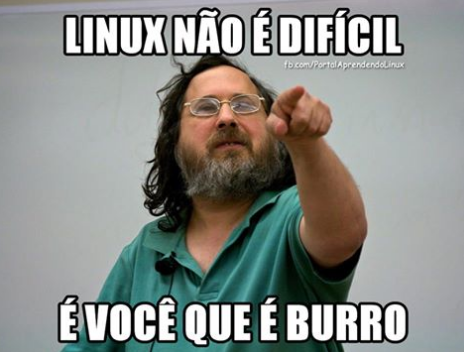 LINUX NÃO É DIFÍCIL
fb.com/PortalAprendendoLinux
É VOCÊ QUE É BURRO